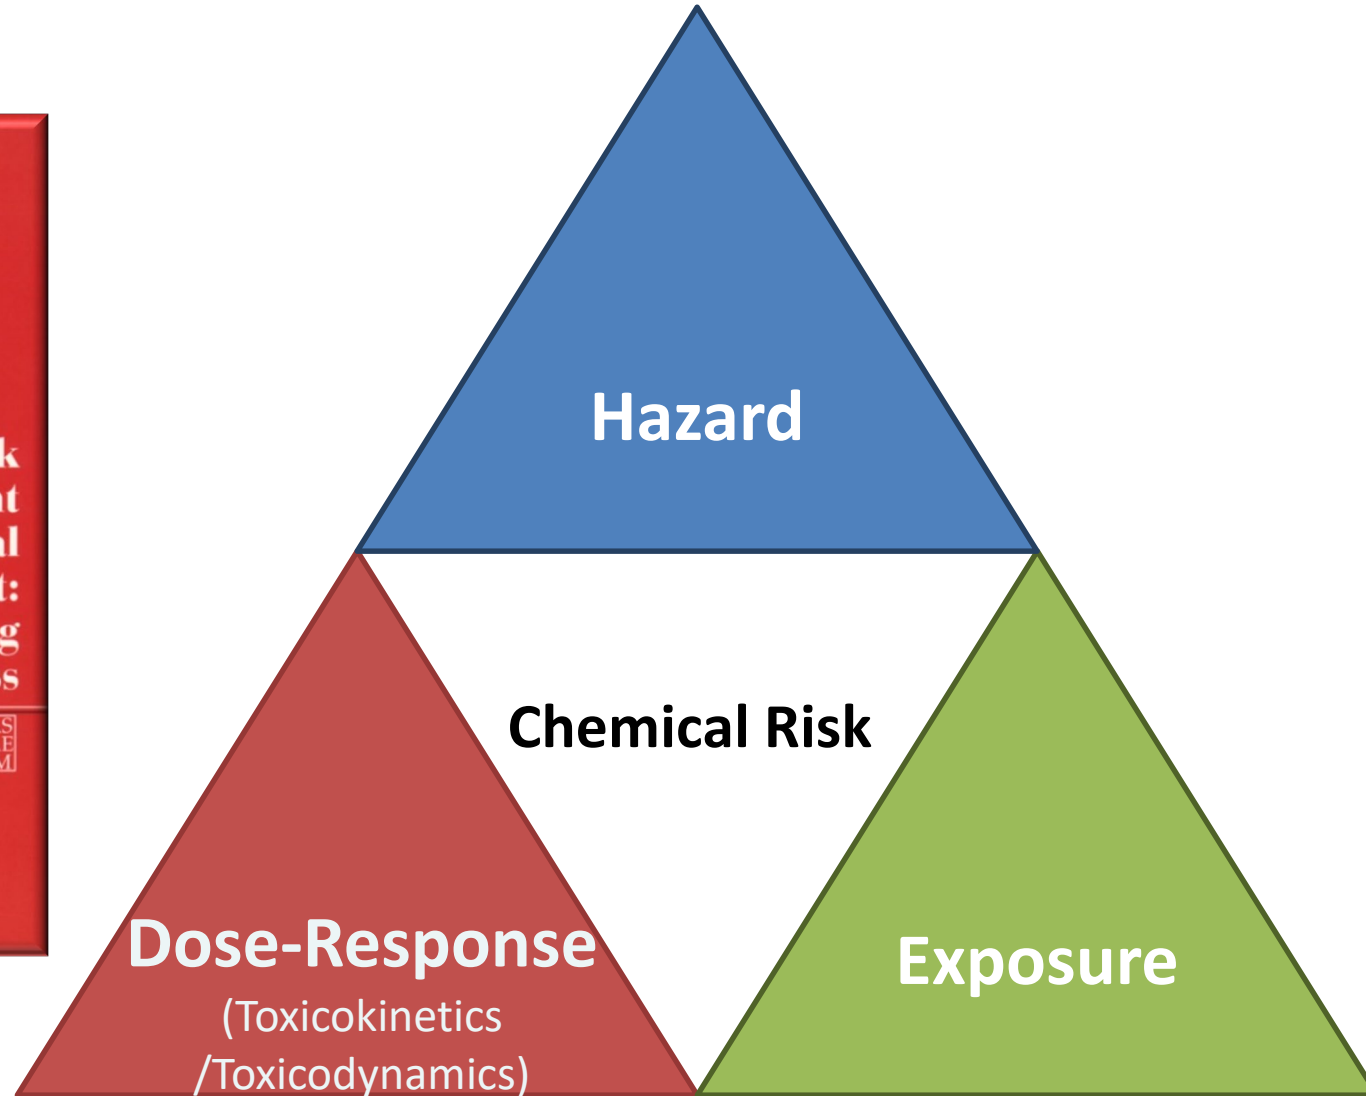 Hazard
Chemical Risk
Dose-Response
(Toxicokinetics
/Toxicodynamics)
Exposure